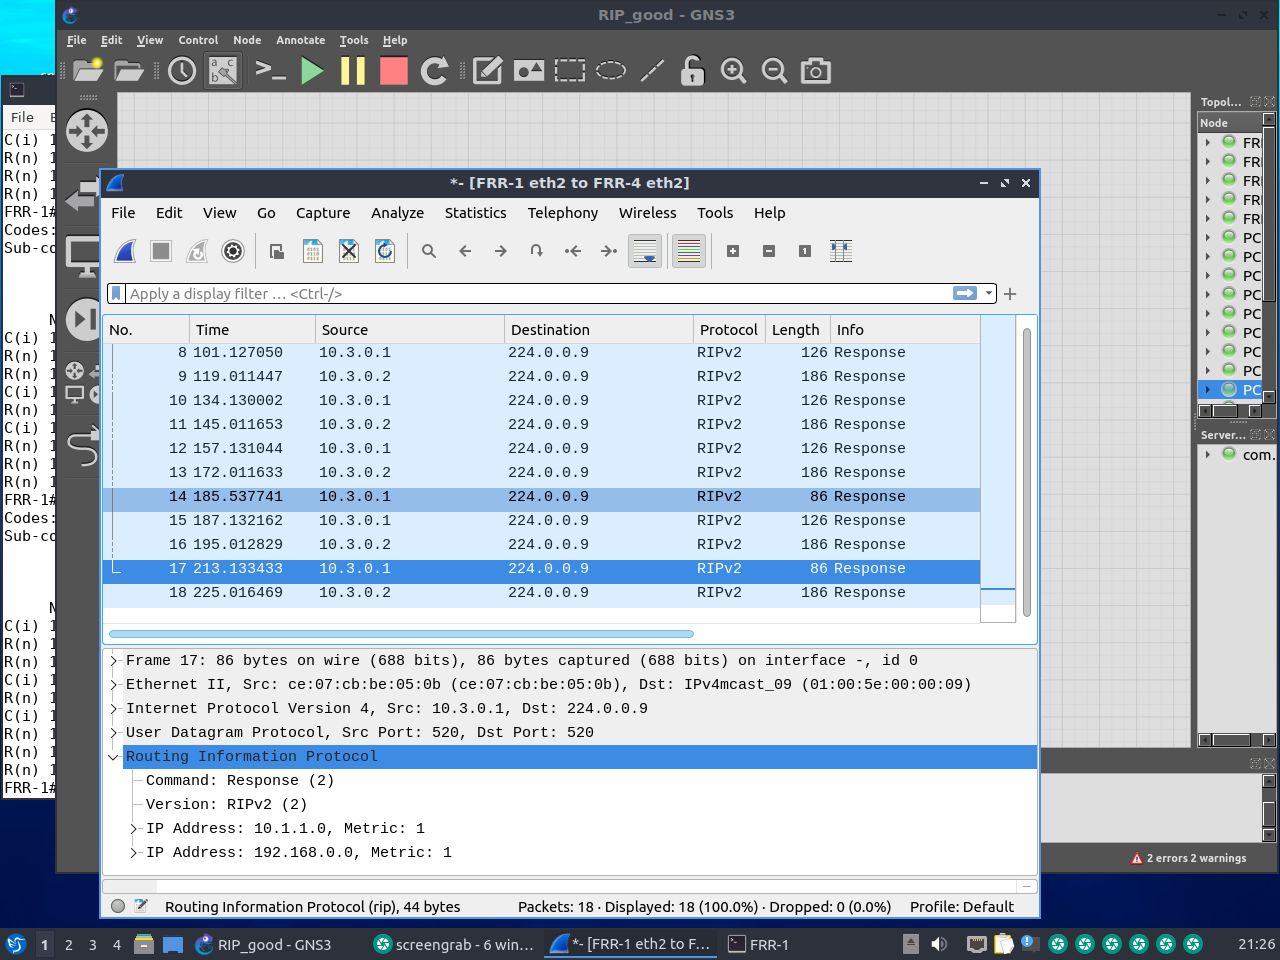 RIP_good - GNS3
File Edit View Control Node Annotate Tools Help
File
C(i) 1
R(n) 1
R(n) 1
R(n) 1
FRR-1#
Codes:
Sub-co
N
C(i) 1
R(n) 1
R(n) 1
C(i) 1
R(n) 1
C(i) 1
R(n) 1
R(n) 1
R(n) 1
FRR-1#
Codes:
Sub-co
N
C(i) 1
R(n) 1
R(n) 1
C(i) 1
R(n) 1
C(i) 1
R(n) 1
R(n) 1
R(n) 1
FRR-1#
*- [FRR-1 eth2 to FRR-4 eth2]
File Edit View Go Capture Analyze Statistics Telephony Wireless Tools Help
Apply a display filter … <Ctrl-/>
No. Time Source Destination Protocol Length Info
8 101.127050 10.3.0.1 224.0.0.9 RIPv2 126 Response
9 119.011447 10.3.0.2 224.0.0.9 RIPv2 186 Response
10 134.130002 10.3.0.1 224.0.0.9 RIPv2 126 Response
11 145.011653 10.3.0.2 224.0.0.9 RIPv2 186 Response
12 157.131044 10.3.0.1 224.0.0.9 RIPv2 126 Response
13 172.011633 10.3.0.2 224.0.0.9 RIPv2 186 Response
14 185.537741 10.3.0.1 224.0.0.9 RIPv2 86 Response
15 187.132162 10.3.0.1 224.0.0.9 RIPv2 126 Response
16 195.012829 10.3.0.2 224.0.0.9 RIPv2 186 Response
17 213.133433 10.3.0.1 224.0.0.9 RIPv2 86 Response
18 225.016469 10.3.0.2 224.0.0.9 RIPv2 186 Response
Frame 17: 86 bytes on wire (688 bits), 86 bytes captured (688 bits) on interface -, id 0
Ethernet II, Src: ce:07:cb:be:05:0b (ce:07:cb:be:05:0b), Dst: IPv4mcast_09 (01:00:5e:00:00:09)
Internet Protocol Version 4, Src: 10.3.0.1, Dst: 224.0.0.9
User Datagram Protocol, Src Port: 520, Dst Port: 520
Routing Information Protocol
Command: Response (2)
Version: RIPv2 (2)
IP Address: 10.1.1.0, Metric: 1
IP Address: 192.168.0.0, Metric: 1
Routing Information Protocol (rip), 44 bytes Packets: 18 · Displayed: 18 (100.0%) · Dropped: 0 (0.0%) Profile: Default
Topol...
Node
FR
FR
FR
FR
FR
PC
PC
PC
PC
PC
PC
PC
PC
PC
Server...
com.
2 errors 2 warnings
1 2 3 4 RIP_good - GNS3 screengrab - 6 win... *- [FRR-1 eth2 to F... FRR-1 21:26